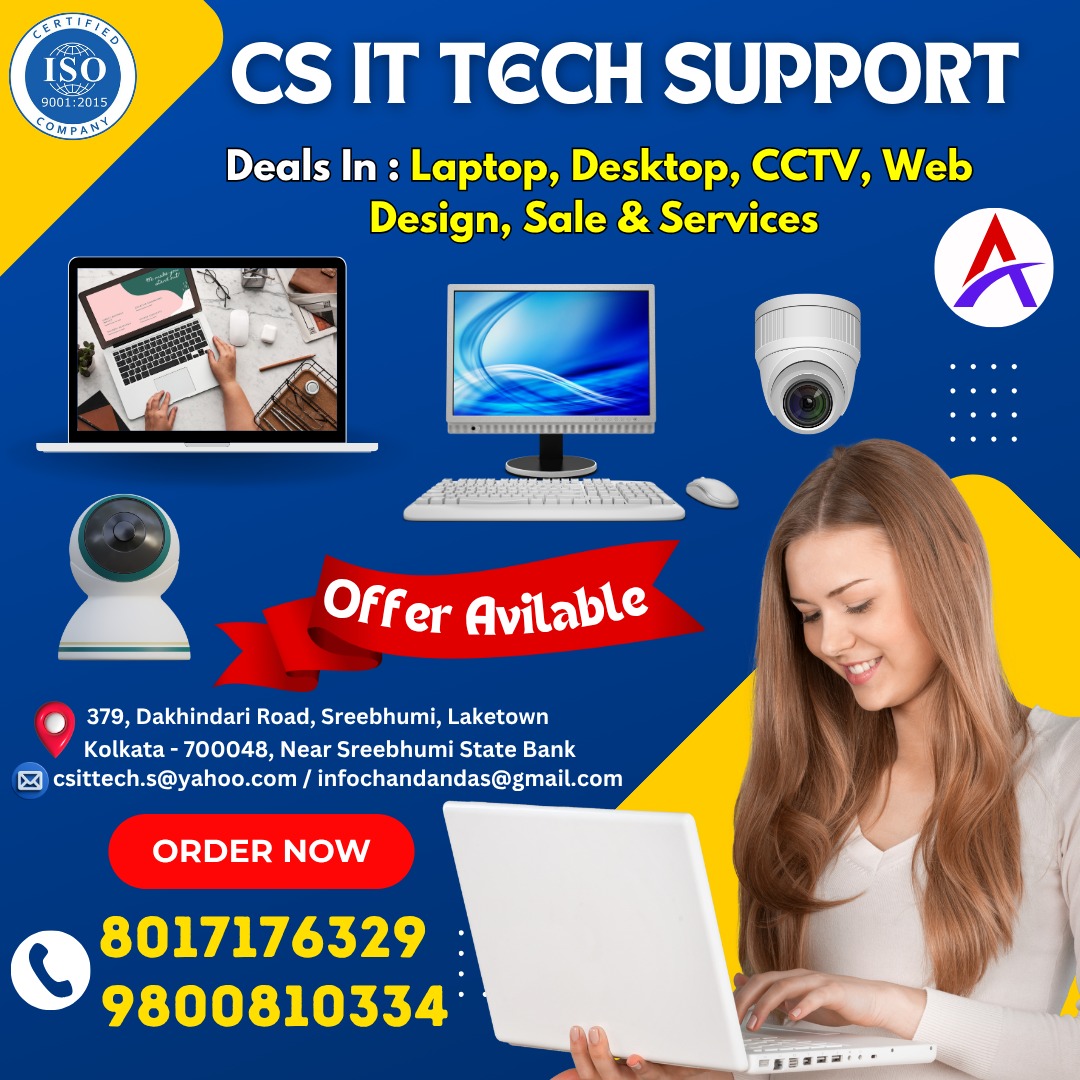 CERTIFIED
ISO
9001:2015
COMPANY
CS IT TECH SUPPORT
Deals In : Laptop, Desktop, CCTV, Web
Design, Sale & Services
Offer Avilable
379, Dakhindari Road, Sreebhumi, Laketown
Kolkata - 700048, Near Sreebhumi State Bank
csittech.s@yahoo.com / infochandandas@gmail.com
ORDER NOW
8017176329
9800810334